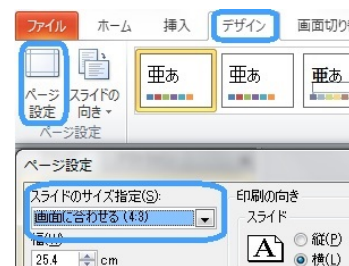 ファイル ホーム 挿入 デザイン 画面切り
ページ設定 スライドの向き
亜あ 亜あ 亜あ
ページ設定
ページ設定
スライドのサイズ指定(S): 印刷の向き
画面に合わせる (4:3) スライド
幅(W):
25.4 cm
A 縦(P)
横(L)